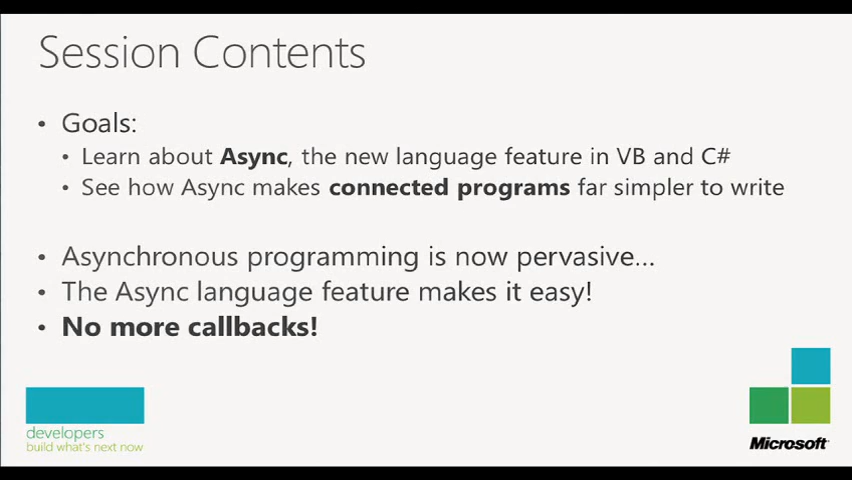 Session Contents
• Goals:
• Learn about Async, the new language feature in VB and C#
• See how Async makes connected programs far simpler to write
• Asynchronous programming is now pervasive...
• The Async language feature makes it easy!
• No more callbacks!
developers
build what's next now
Microsoft